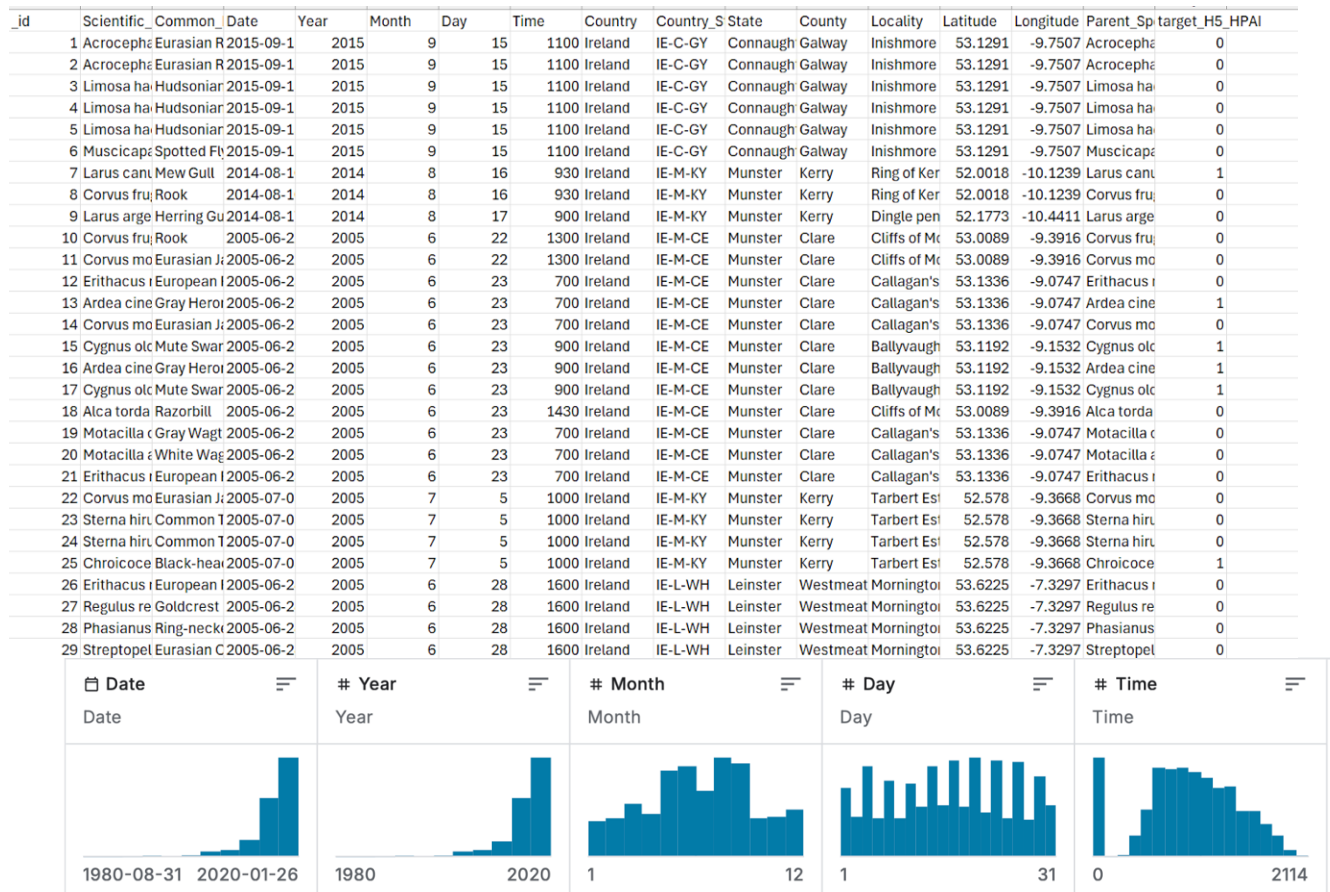 _id Scientific_ Common_ Date Year Month Day Time Country Country_S State County Locality Latitude Longitude Parent_Sp target_H5_HPAI
1 Acrocepha Eurasian R 2015-09-1 2015 9 15 1100 Ireland IE-C-GY Connaugh Galway Inishmore 53.1291 -9.7507 Acrocepha 0
2 Acrocepha Eurasian R 2015-09-1 2015 9 15 1100 Ireland IE-C-GY Connaugh Galway Inishmore 53.1291 -9.7507 Acrocepha 0
3 Limosa ha Hudsonian 2015-09-1 2015 9 15 1100 Ireland IE-C-GY Connaugh Galway Inishmore 53.1291 -9.7507 Limosa ha 0
4 Limosa ha Hudsonian 2015-09-1 2015 9 15 1100 Ireland IE-C-GY Connaugh Galway Inishmore 53.1291 -9.7507 Limosa ha 0
5 Limosa ha Hudsonian 2015-09-1 2015 9 15 1100 Ireland IE-C-GY Connaugh Galway Inishmore 53.1291 -9.7507 Limosa ha 0
6 Muscicapa Spotted Fl 2015-09-1 2015 9 15 1100 Ireland IE-C-GY Connaugh Galway Inishmore 53.1291 -9.7507 Muscicapa 0
7 Larus canu Mew Gull 2014-08-1 2014 8 16 930 Ireland IE-M-KY Munster Kerry Ring of Ker 52.0018 -10.1239 Larus canu 1
8 Corvus fru Rook 2014-08-1 2014 8 16 930 Ireland IE-M-KY Munster Kerry Ring of Ker 52.0018 -10.1239 Corvus fru 0
9 Larus arge Herring Gu 2014-08-1 2014 8 17 900 Ireland IE-M-KY Munster Kerry Dingle pen 52.1773 -10.4411 Larus arge 0
10 Corvus fru Rook 2005-06-2 2005 6 22 1300 Ireland IE-M-CE Munster Clare Cliffs of Mo 53.0089 -9.3916 Corvus fru 0
11 Corvus mo Eurasian Ja 2005-06-2 2005 6 22 1300 Ireland IE-M-CE Munster Clare Cliffs of Mo 53.0089 -9.3916 Corvus mo 0
12 Erithacus r European 2005-06-2 2005 6 23 700 Ireland IE-M-CE Munster Clare Callagan's 53.1336 -9.0747 Erithacus r 0
13 Ardea cine Gray Heror 2005-06-2 2005 6 23 700 Ireland IE-M-CE Munster Clare Callagan's 53.1336 -9.0747 Ardea cine 1
14 Corvus mo Eurasian Ja 2005-06-2 2005 6 23 700 Ireland IE-M-CE Munster Clare Callagan's 53.1336 -9.0747 Corvus mo 0
15 Cygnus olo Mute Swar 2005-06-2 2005 6 23 900 Ireland IE-M-CE Munster Clare Ballyvaugh 53.1192 -9.1532 Cygnus olo 1
16 Ardea cine Gray Heror 2005-06-2 2005 6 23 900 Ireland IE-M-CE Munster Clare Ballyvaugh 53.1192 -9.1532 Ardea cine 1
17 Cygnus olo Mute Swar 2005-06-2 2005 6 23 900 Ireland IE-M-CE Munster Clare Ballyvaugh 53.1192 -9.1532 Cygnus olo 1
18 Alca torda Razorbill 2005-06-2 2005 6 23 1430 Ireland IE-M-CE Munster Clare Cliffs of Mo 53.0089 -9.3916 Alca torda 0
19 Motacilla c Gray Wagt 2005-06-2 2005 6 23 700 Ireland IE-M-CE Munster Clare Callagan's 53.1336 -9.0747 Motacilla c 0
20 Motacilla a White Wag 2005-06-2 2005 6 23 700 Ireland IE-M-CE Munster Clare Callagan's 53.1336 -9.0747 Motacilla a 0
21 Erithacus r European 2005-06-2 2005 6 23 700 Ireland IE-M-CE Munster Clare Callagan's 53.1336 -9.0747 Erithacus r 0
22 Corvus mo Eurasian Ja 2005-07-0 2005 7 5 1000 Ireland IE-M-KY Munster Kerry Tarbert Est 52.578 -9.3668 Corvus mo 0
23 Sterna hiru Common T 2005-07-0 2005 7 5 1000 Ireland IE-M-KY Munster Kerry Tarbert Est 52.578 -9.3668 Sterna hiru 0
24 Sterna hiru Common T 2005-07-0 2005 7 5 1000 Ireland IE-M-KY Munster Kerry Tarbert Est 52.578 -9.3668 Sterna hiru 0
25 Chroicoce Black-hea 2005-07-0 2005 7 5 1000 Ireland IE-M-KY Munster Kerry Tarbert Est 52.578 -9.3668 Chroicoce 1
26 Erithacus r European 2005-06-2 2005 6 28 1600 Ireland IE-L-WH Leinster Westmeat Morningto 53.6225 -7.3297 Erithacus r 0
27 Regulus re Goldcrest 2005-06-2 2005 6 28 1600 Ireland IE-L-WH Leinster Westmeat Morningto 53.6225 -7.3297 Regulus re 0
28 Phasianus Ring-neck 2005-06-2 2005 6 28 1600 Ireland IE-L-WH Leinster Westmeat Morningto 53.6225 -7.3297 Phasianus 0
29 Streptopel Eurasian C 2005-06-2 2005 6 28 1600 Ireland IE-L-WH Leinster Westmeat Morningto 53.6225 -7.3297 Streptopel 0
Date # Year # Month # Day # Time
Date Year Month Day Time
1980-08-31 2020-01-26 1980 2020 1 12 1 31 0 2114